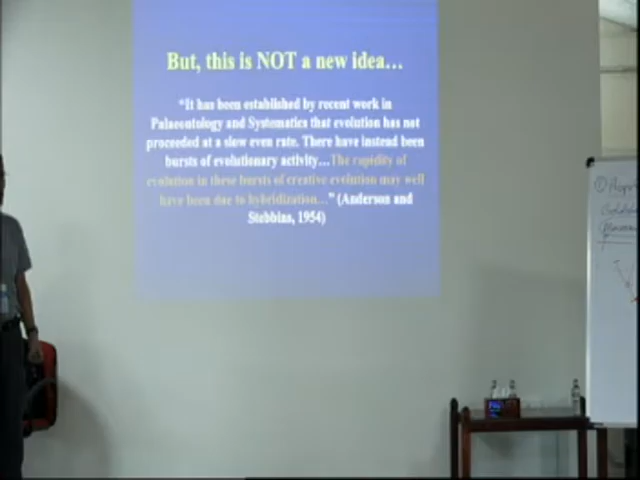 But, this is NOT a new idea…
“It has been established by recent work in
Palaeontology and Systematics that evolution has not
proceeded at a slow even rate. There have instead been
bursts of evolutionary activity…The rapidity of
evolution in these bursts of creative evolution may well
have been due to hybridization…” (Anderson and
Stebbins, 1954)